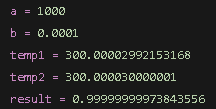 a = 1000
b = 0.0001
temp1 = 300.00002992153168
temp2 = 300.000030000001
result = 0.99999999973843556